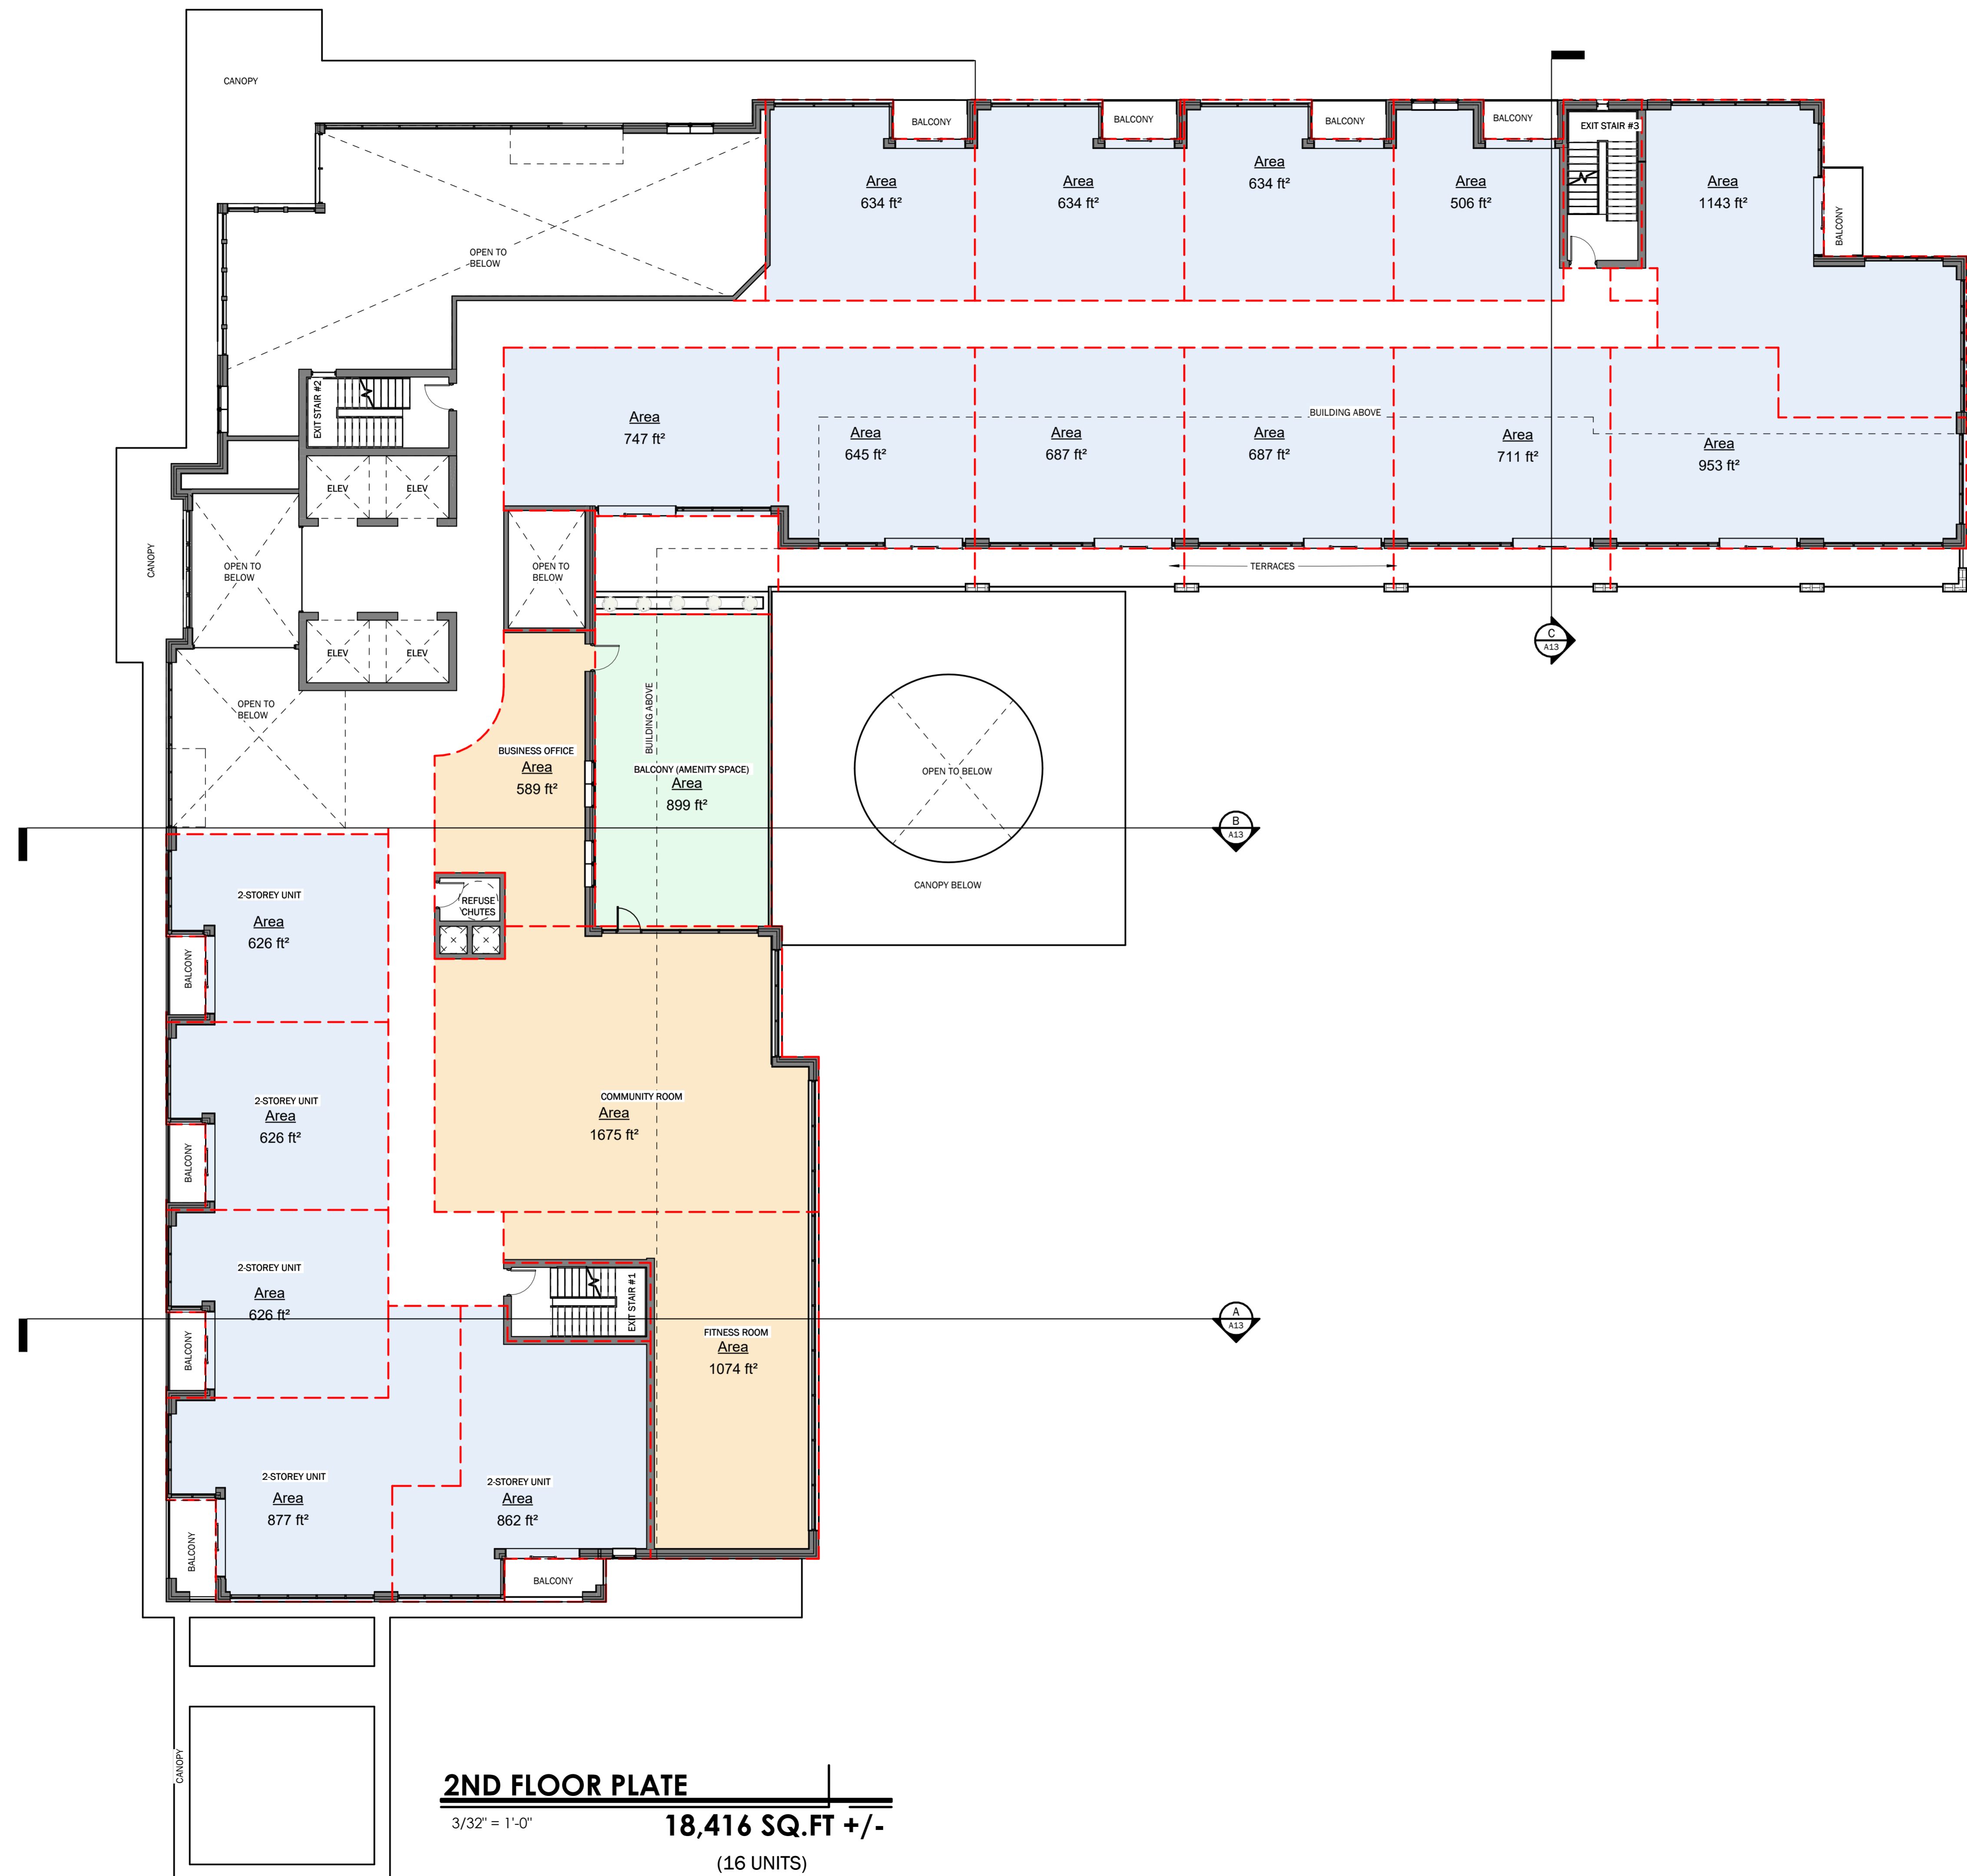 CANOPY
BALCONY
BALCONY
BALCONY
BALCONY
EXIT STAIR #3
Area
634 ft²
Area
634 ft²
Area
634 ft²
Area
506 ft²
Area
1143 ft²
BALCONY
OPEN TO
BELOW
EXIT STAIR #2
Area
747 ft²
BUILDING ABOVE
Area
645 ft²
Area
687 ft²
Area
687 ft²
Area
711 ft²
Area
953 ft²
ELEV
ELEV
CANOPY
OPEN TO
BELOW
OPEN TO
BELOW
TERRACES
C
A13
ELEV
ELEV
OPEN TO
BELOW
BUILDING ABOVE
BUSINESS OFFICE
Area
589 ft²
BALCONY (AMENITY SPACE)
Area
899 ft²
OPEN TO BELOW
B
A13
CANOPY BELOW
2-STOREY UNIT
Area
626 ft²
REFUSE
CHUTES
BALCONY
2-STOREY UNIT
Area
626 ft²
COMMUNITY ROOM
Area
1675 ft²
BALCONY
2-STOREY UNIT
Area
626 ft²
EXIT STAIR #1
A
A13
BALCONY
FITNESS ROOM
Area
1074 ft²
2-STOREY UNIT
Area
877 ft²
2-STOREY UNIT
Area
862 ft²
BALCONY
BALCONY
CANOPY
2ND FLOOR PLATE
3/32" = 1'-0"
18,416 SQ.FT +/-
(16 UNITS)